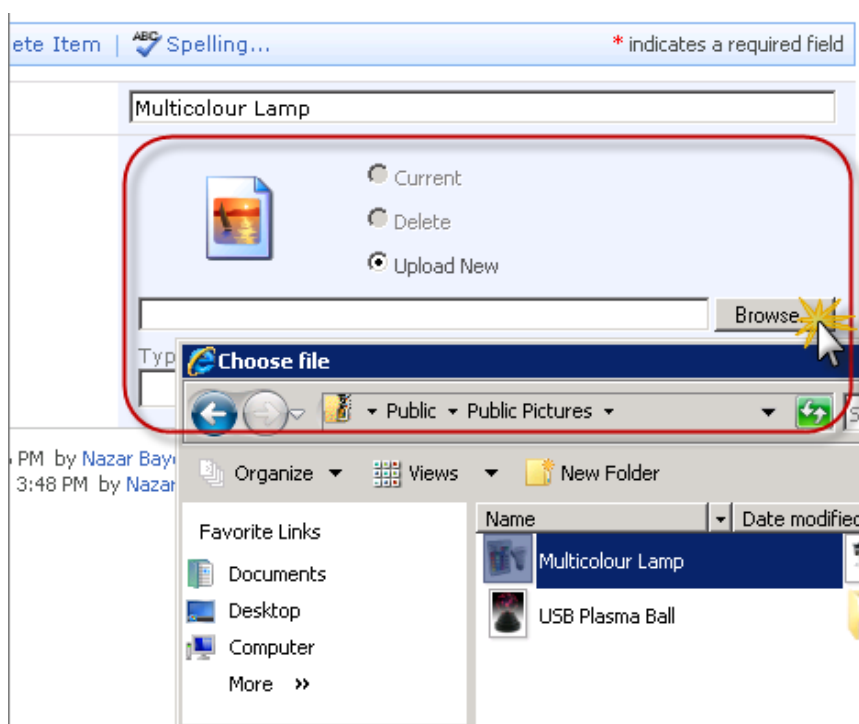 ete Item | ABC Spelling... * indicates a required field
Multicolour Lamp
Current
Delete
Upload New
Browse...
Typ
Choose file
Public Public Pictures
PM by Nazar Bay
3:48 PM by Nazar
Organize Views New Folder
Favorite Links
Documents
Desktop
Computer
More »
Name Date modified
Multicolour Lamp
USB Plasma Ball